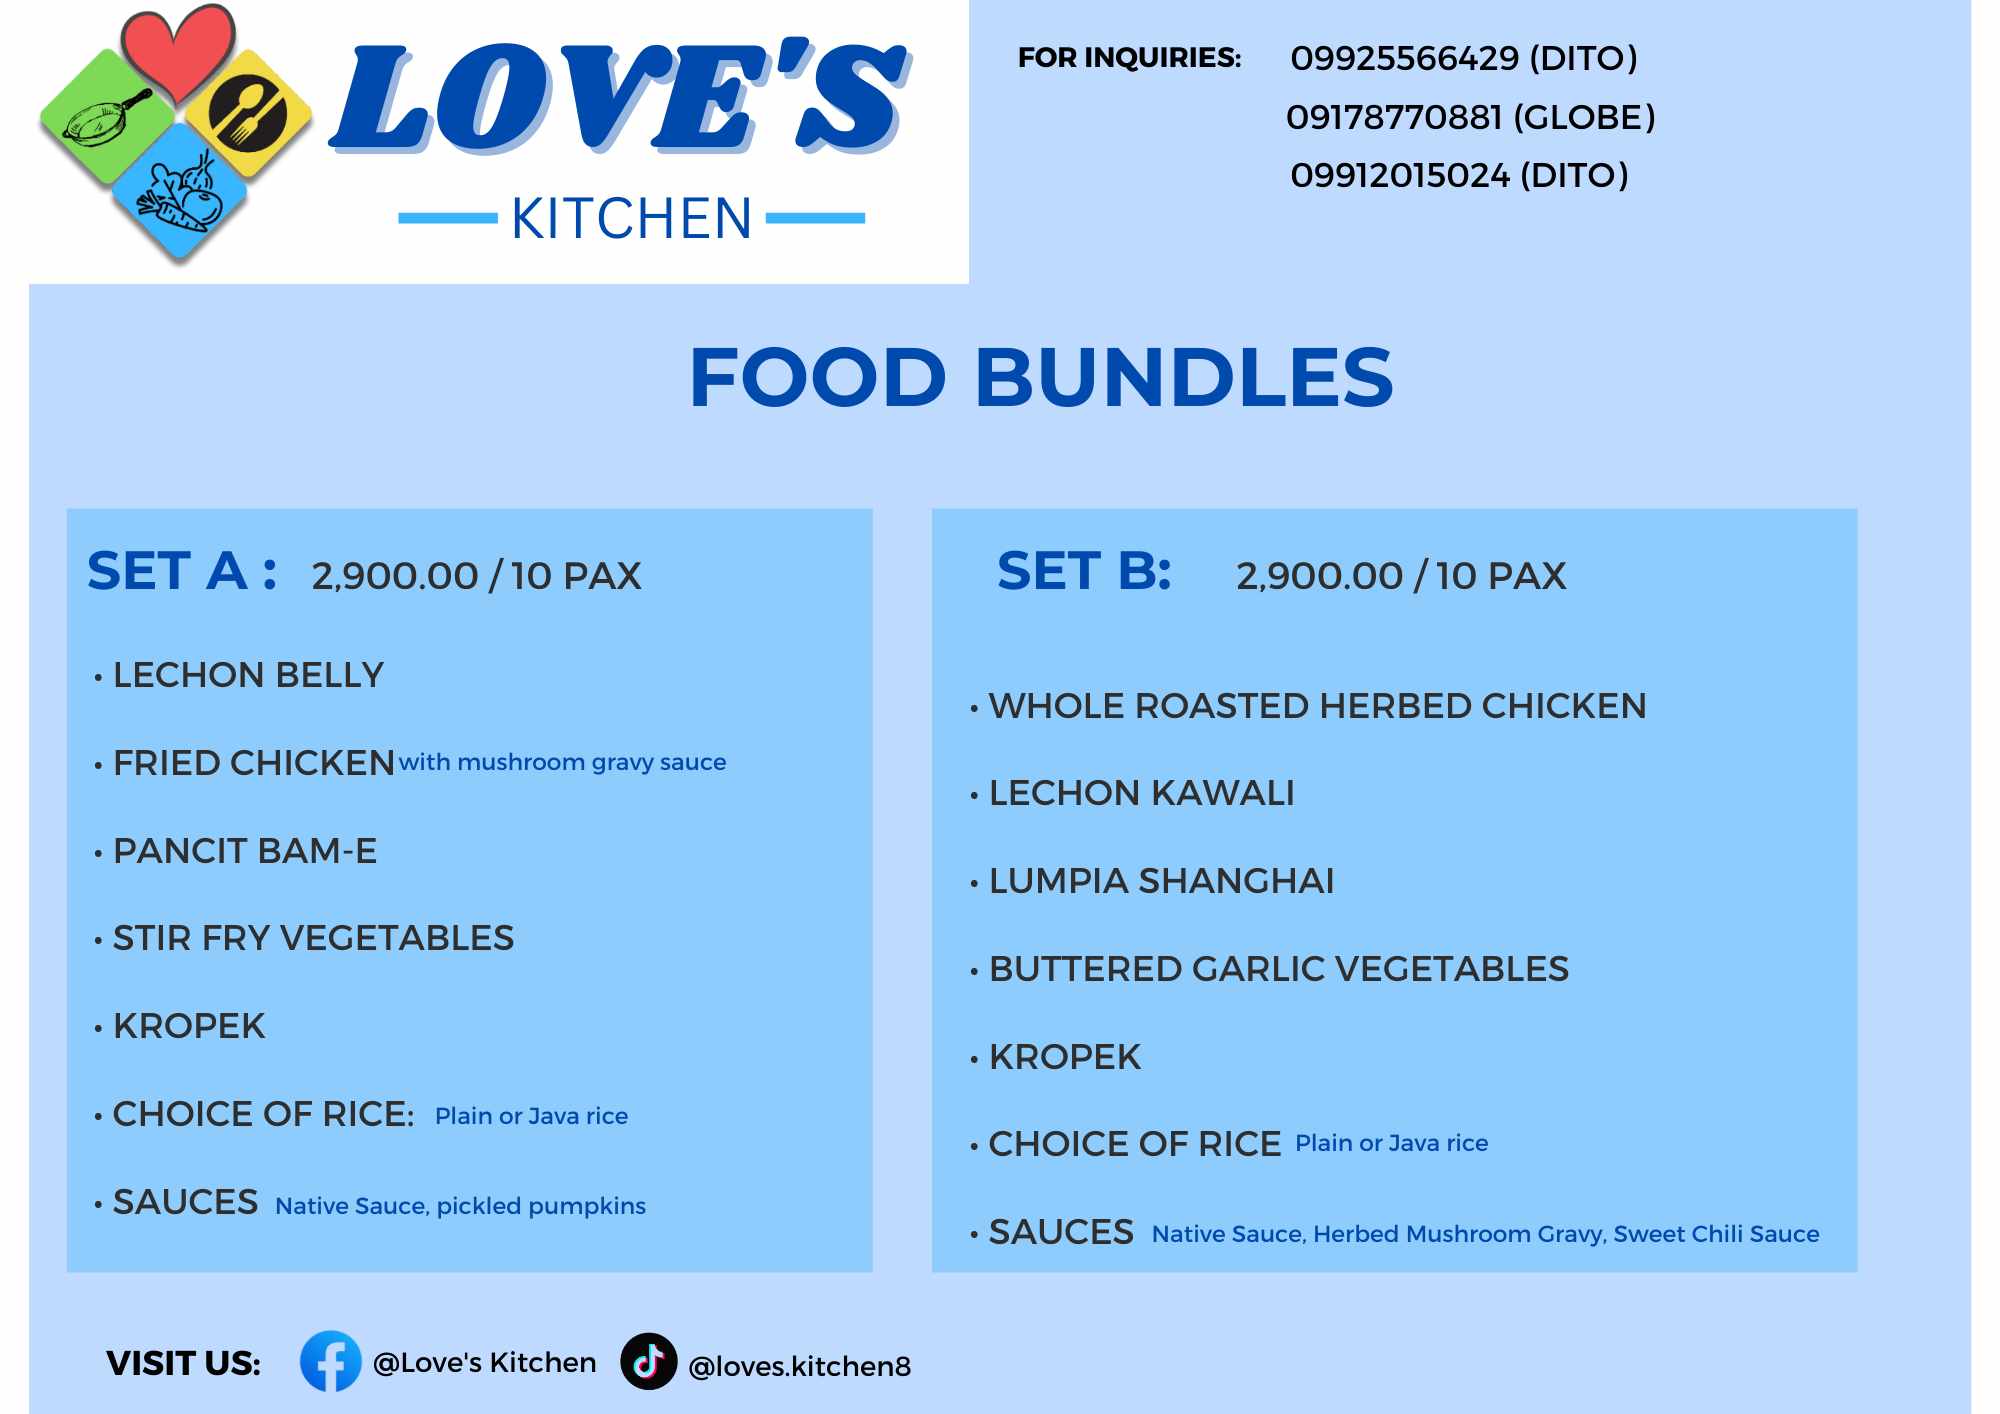 LOVE'S
KITCHEN
FOR INQUIRIES: 09925566429 (DITO)
09178770881 (GLOBE)
09912015024 (DITO)
FOOD BUNDLES
SET A : 2,900.00 / 10 PAX
• LECHON BELLY
• FRIED CHICKEN with mushroom gravy sauce
• PANCIT BAM-E
• STIR FRY VEGETABLES
• KROPEK
• CHOICE OF RICE: Plain or Java rice
• SAUCES Native Sauce, pickled pumpkins
SET B: 2,900.00 / 10 PAX
• WHOLE ROASTED HERBED CHICKEN
• LECHON KAWALI
• LUMPIA SHANGHAI
• BUTTERED GARLIC VEGETABLES
• KROPEK
• CHOICE OF RICE Plain or Java rice
• SAUCES Native Sauce, Herbed Mushroom Gravy, Sweet Chili Sauce
VISIT US: @Love's Kitchen @loves.kitchen8